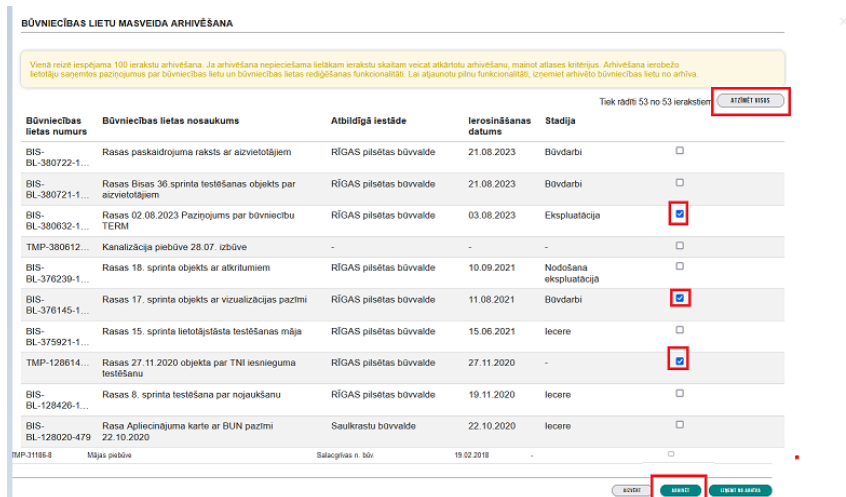 BŪVNIECĪBAS LIETU MASVEIDA ARHIVĒŠANA
Vienā reizē iespējama 100 ierakstu arhivēšana. Ja arhivēšana nepieciešama lielākam ierakstu skaitam veicat atkārtotu arhivēšanu, mainot atlases kritērijus. Arhivēšana ierobežo
lietotāju saņemtos paziņojumus par būvniecības lietu un būvniecības lietas rediģēšanas funkcionalitāti. Lai atjaunotu pilnu funkcionalitāti, izņemiet arhivēto būvniecības lietu no arhīva.
Tiek rādīti 53 no 53 ierakstiem ATZĪMĒT VISUS
Būvniecības lietas numurs Būvniecības lietas nosaukums Atbildīgā iestāde Ierosināšanas datums Stadija
BIS-BL-380722-1... Rasas paskaidrojuma raksts ar aizvietotājiem RĪGAS pilsētas būvvalde 21.08.2023 Būvdarbi
BIS-BL-380721-1... Rasas Bisas 36.sprinta testēšanas objekts par aizvietotājiem RĪGAS pilsētas būvvalde 21.08.2023 Būvdarbi
BIS-BL-380632-1... Rasas 02.08.2023 Paziņojums par būvniecību TERM RĪGAS pilsētas būvvalde 03.08.2023 Ekspluatācija
TMP-380612... Kanalizācija piebūve 28.07. izbūve - - -
BIS-BL-376239-1... Rasas 18. sprinta objekts ar atkritumiem RĪGAS pilsētas būvvalde 10.09.2021 Nodošana ekspluatācijā
BIS-BL-376145-1... Rasas 17. sprinta objekts ar vizualizācijas pazīmi RĪGAS pilsētas būvvalde 11.08.2021 Būvdarbi
BIS-BL-375921-1... Rasas 15. sprinta lietotājstāsta testēšanas māja RĪGAS pilsētas būvvalde 15.06.2021 Iecere
TMP-128614... Rasas 27.11.2020 objekta par TNI iesnieguma testēšanu RĪGAS pilsētas būvvalde 27.11.2020 -
BIS-BL-128426-1... Rasas 8. sprinta testēšana par nojaukšanu RĪGAS pilsētas būvvalde 19.11.2020 Iecere
BIS-BL-128020-479 Rasa Apliecinājuma karte ar BUN pazīmi 22.10.2020 Saulkrastu būvvalde 22.10.2020 Iecere
TMP-31186-8 Mājas piebūve Salacgrīvas n. būv. 19.02.2018 -
AIZVĒRT ARHIVĒT IZŅEMT NO ARHĪVA